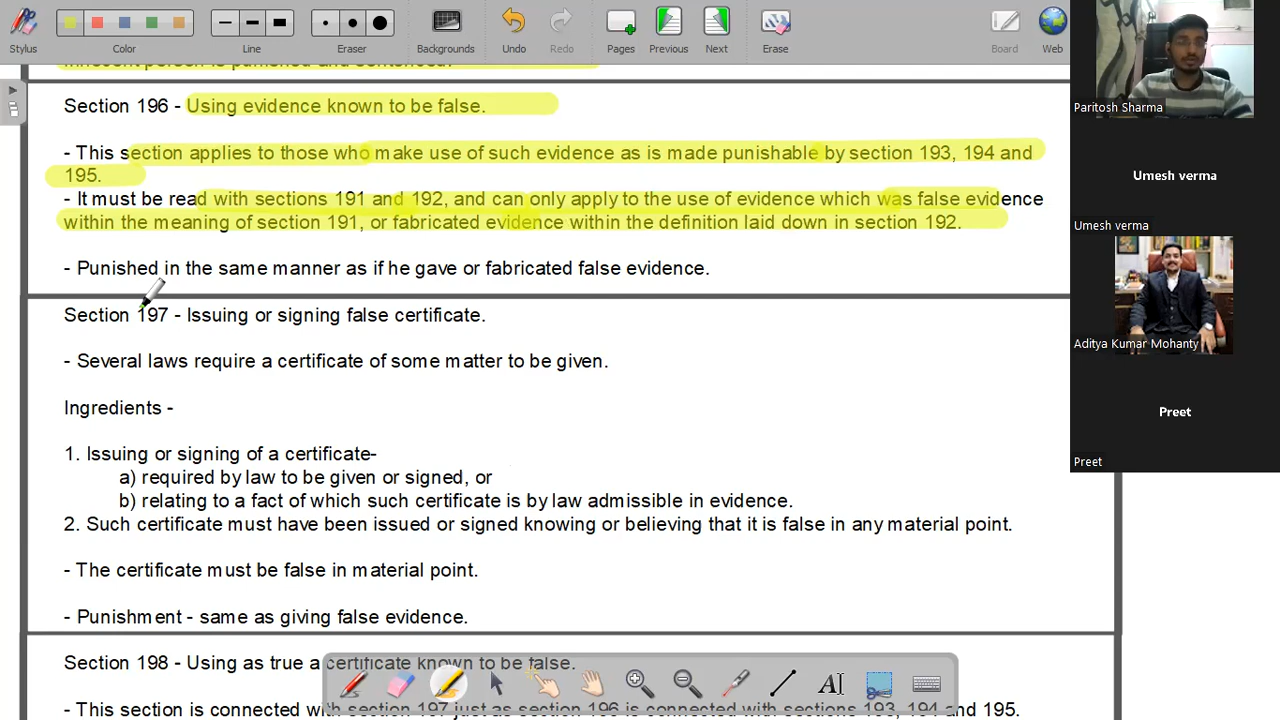 Stylus
Color
Line
Eraser
Backgrounds
Undo
Redo
Pages
Previous
Next
Erase
Board
Web
innocent person is punished and sentenced.
Section 196 - Using evidence known to be false.
- This section applies to those who make use of such evidence as is made punishable by section 193, 194 and
195.
- It must be read with sections 191 and 192, and can only apply to the use of evidence which was false evidence
within the meaning of section 191, or fabricated evidence within the definition laid down in section 192.
- Punished in the same manner as if he gave or fabricated false evidence.
Section 197 - Issuing or signing false certificate.
- Several laws require a certificate of some matter to be given.
Ingredients -
1. Issuing or signing of a certificate-
a) required by law to be given or signed, or
b) relating to a fact of which such certificate is by law admissible in evidence.
2. Such certificate must have been issued or signed knowing or believing that it is false in any material point.
- The certificate must be false in material point.
- Punishment - same as giving false evidence.
Section 198 - Using as true a certificate known to be false.
- This section is connected with section 197 just as section 196 is connected with sections 193, 194 and 195.
Paritosh Sharma
Umesh verma
Umesh verma
Aditya Kumar Mohanty
Preet
Preet